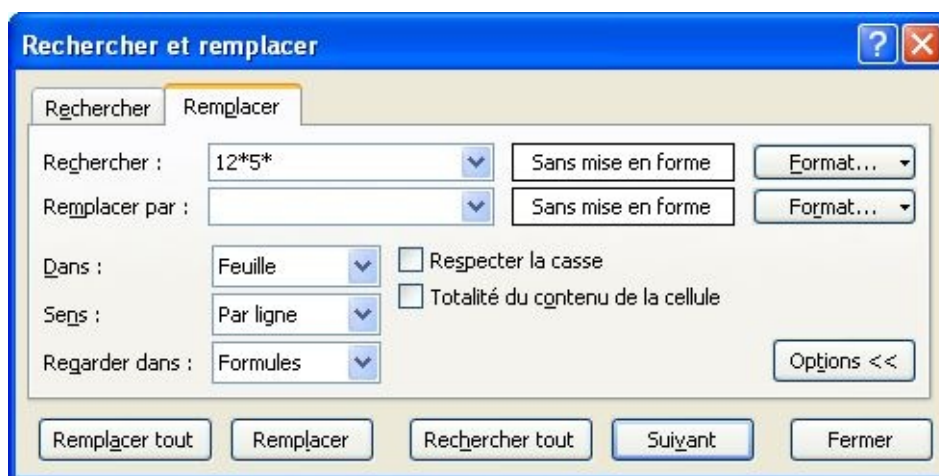 Rechercher et remplacer
Rechercher Remplacer
Rechercher : 12*5* Sans mise en forme Format...
Remplacer par : Sans mise en forme Format...
Dans : Feuille Respecter la casse
Totalité du contenu de la cellule
Sens : Par ligne
Regarder dans : Formules Options <<
Remplacer tout Remplacer Rechercher tout Suivant Fermer